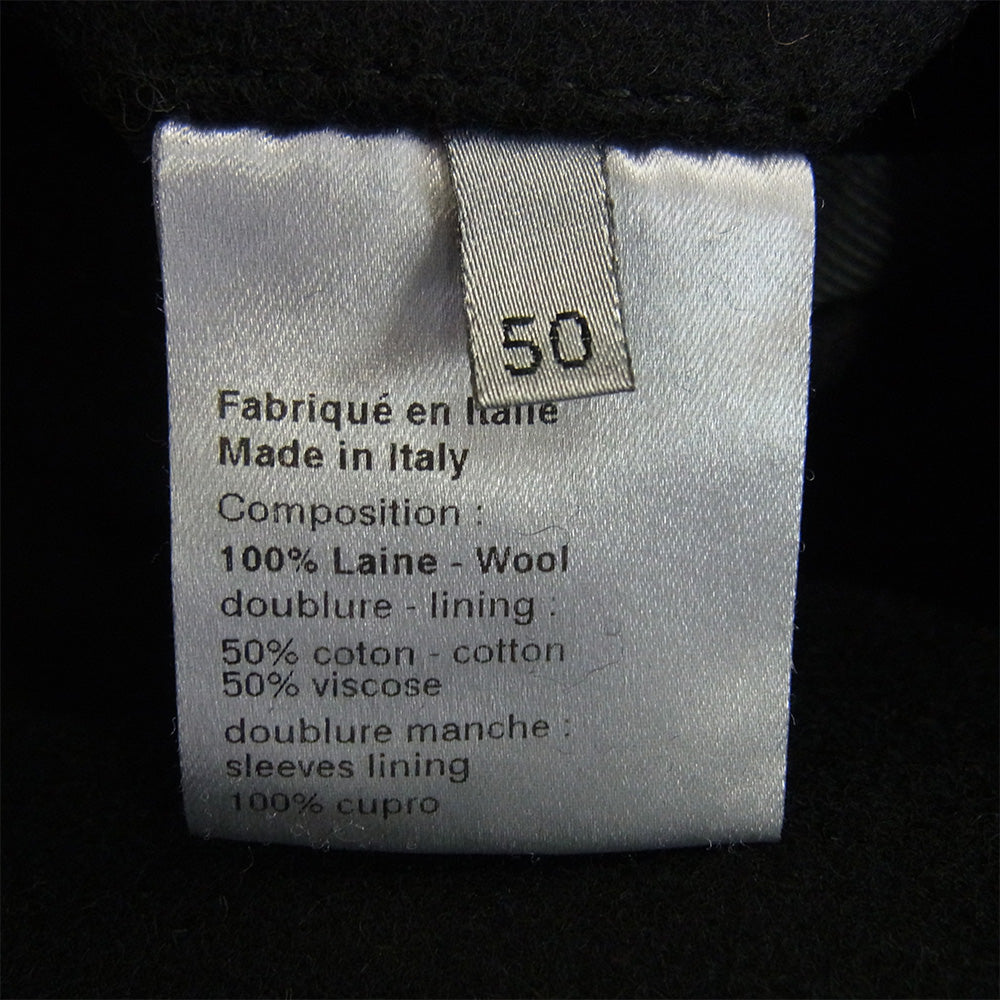 50
Fabriqué en Italie
Made in Italy
Composition :
100% Laine - Wool
doublure - lining :
50% coton - cotton
50% viscose
doublure manche :
sleeves lining
100% cupro